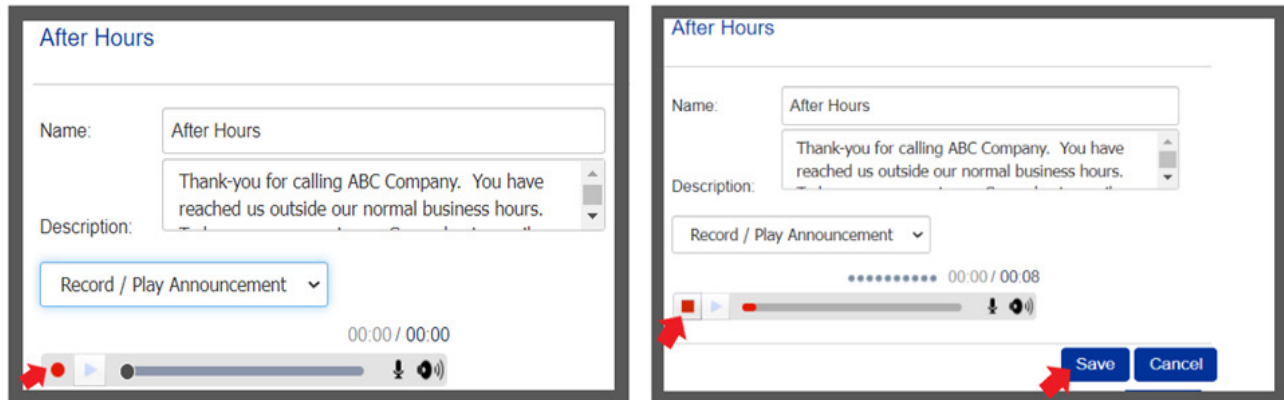 After Hours
Name:
After Hours
Thank-you for calling ABC Company. You have
reached us outside our normal business hours.
Description:
Record / Play Announcement
00:00 / 00:00
After Hours
Name:
After Hours
Thank-you for calling ABC Company. You have
reached us outside our normal business hours.
Description:
Record / Play Announcement
00:00 / 00:08
Save Cancel